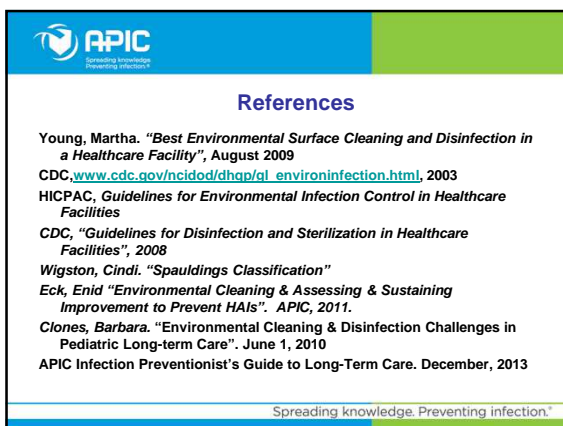 APIC
Spreading knowledge
Preventing infection.®
References
Young, Martha. “Best Environmental Surface Cleaning and Disinfection in
a Healthcare Facility”, August 2009
CDC,www.cdc.gov/ncidod/dhqp/gl_environinfection.html, 2003
HICPAC, Guidelines for Environmental Infection Control in Healthcare
Facilities
CDC, “Guidelines for Disinfection and Sterilization in Healthcare
Facilities”, 2008
Wigston, Cindi. “Spauldings Classification”
Eck, Enid “Environmental Cleaning & Assessing & Sustaining
Improvement to Prevent HAIs”. APIC, 2011.
Clones, Barbara. “Environmental Cleaning & Disinfection Challenges in
Pediatric Long-term Care”. June 1, 2010
APIC Infection Preventionist’s Guide to Long-Term Care. December, 2013
Spreading knowledge. Preventing infection.®